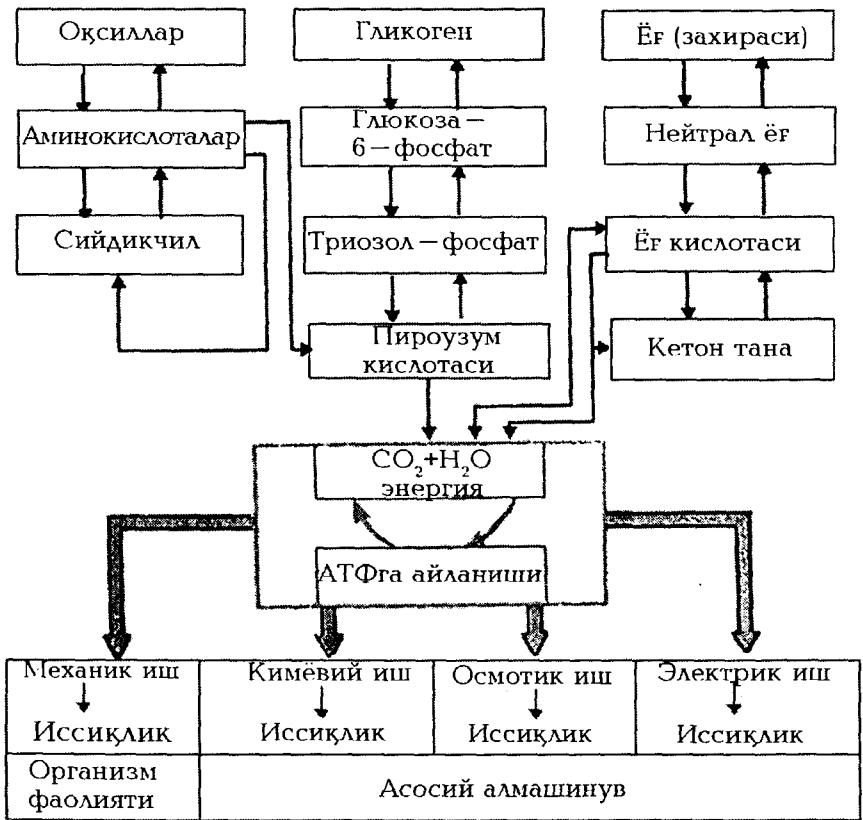 Оқсиллар
Гликоген
Ёғ (захираси)
Аминокислоталар
Глюкоза—
6—фосфат
Нейтрал ёғ
Сийдикчил
Триозол—фосфат
Ёғ кислотаси
Пироузум
кислотаси
Кетон тана
CO₂+H₂O
энергия
АТФга айланиши
Механик иш
Кимёвий иш
Осмотик иш
Электрик иш
Иссиқлик
Иссиқлик
Иссиқлик
Иссиқлик
Организм
фаолияти
Асосий алмашинув